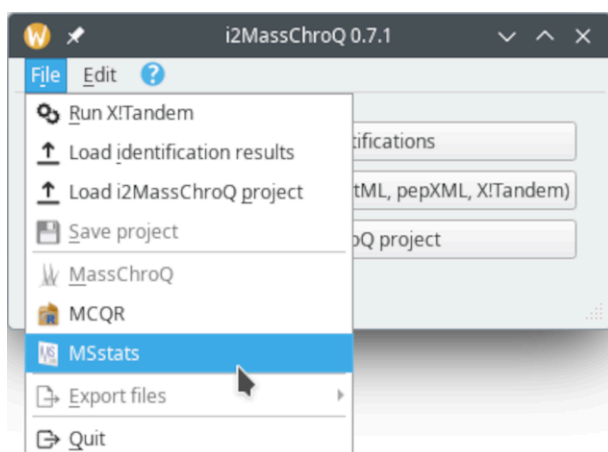 i2MassChroQ 0.7.1
File Edit ?
Run X!Tandem
Load identification results
tifications
Load i2MassChroQ project
tML, pepXML, X!Tandem)
Save project
oQ project
MassChroQ
MCQR
MSstats
Export files
Quit